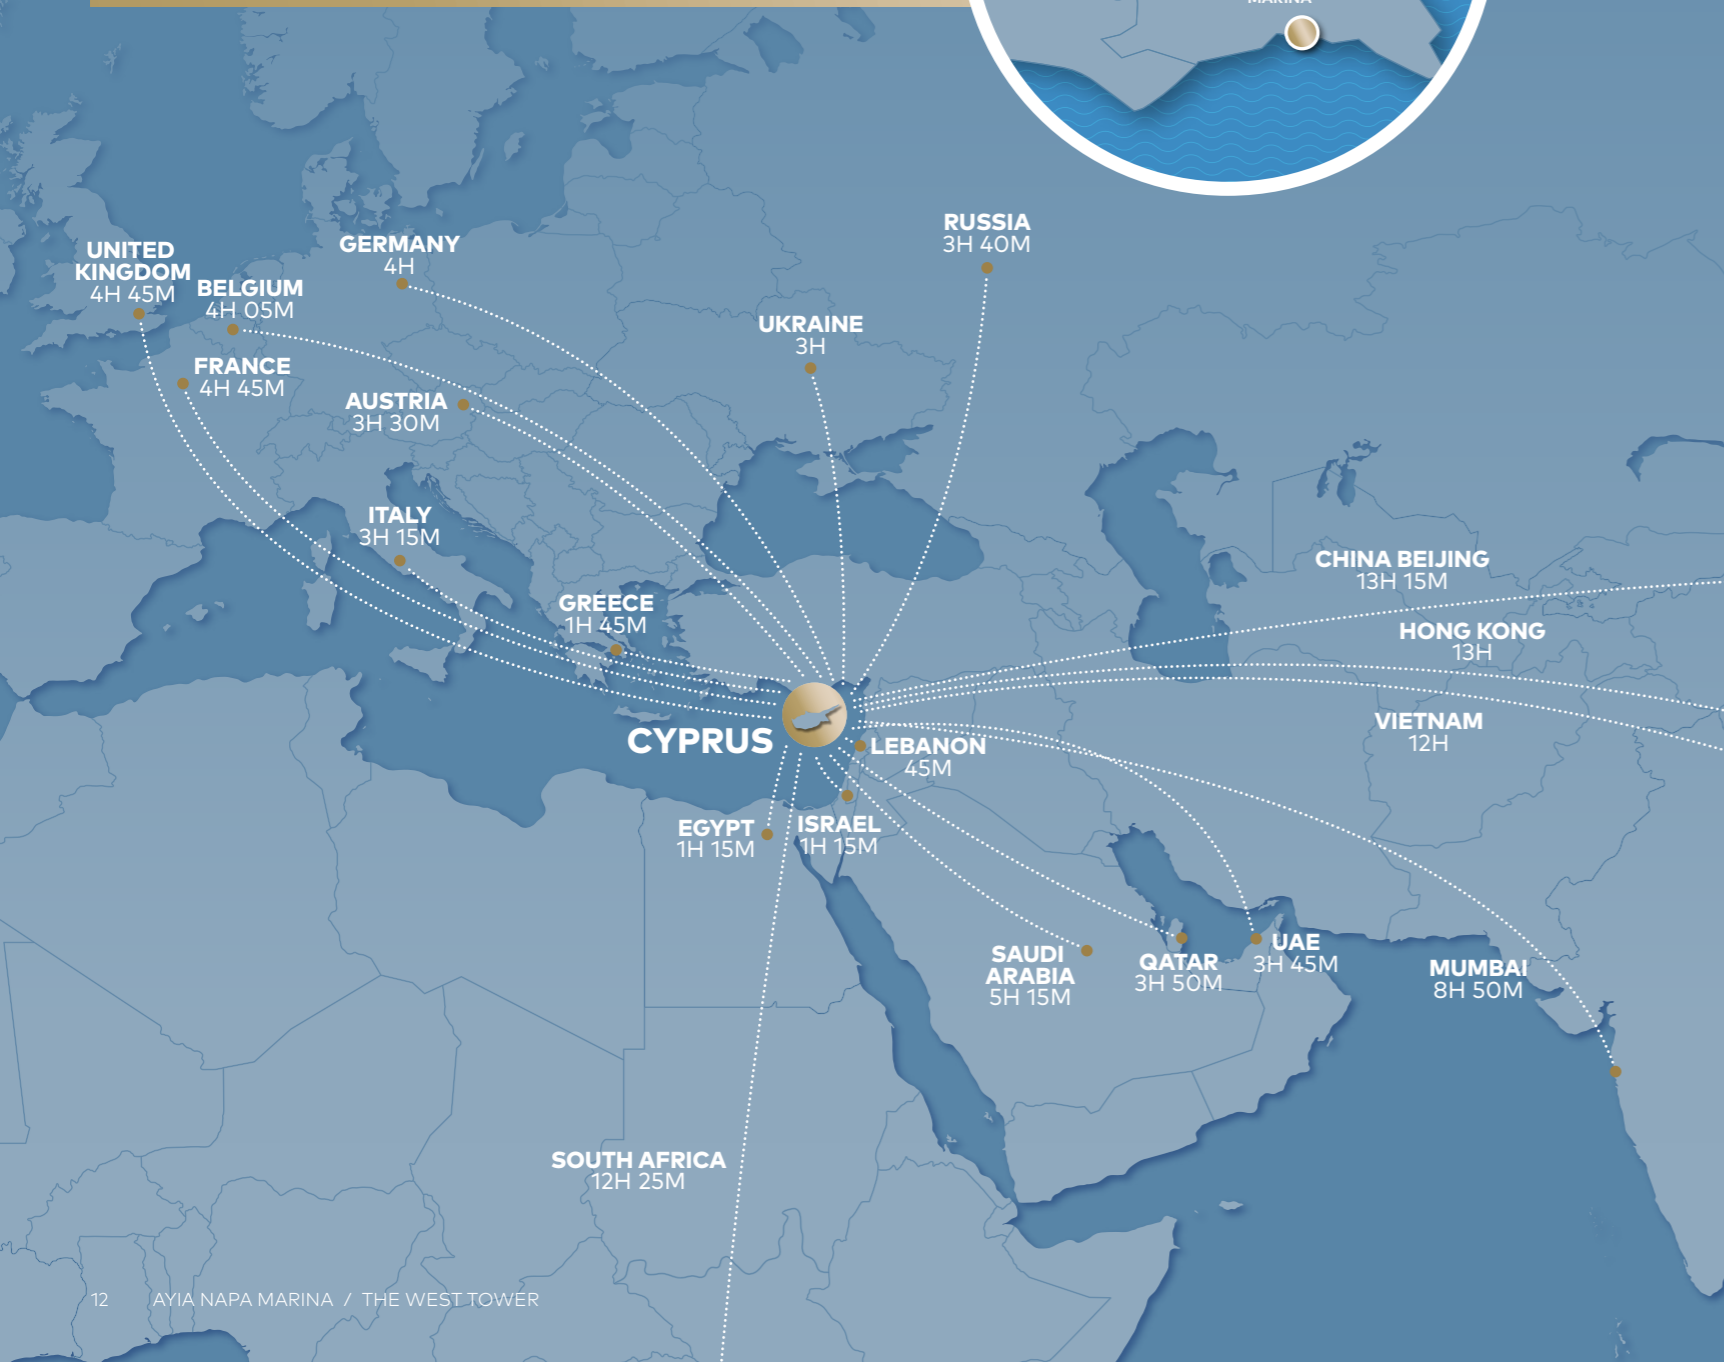 MARINA
RUSSIA
3H 40M
UNITED
KINGDOM
4H 45M
GERMANY
4H
BELGIUM
4H 05M
UKRAINE
3H
FRANCE
4H 45M
AUSTRIA
3H 30M
ITALY
3H 15M
CHINA BEIJING
13H 15M
GREECE
1H 45M
HONG KONG
13H
VIETNAM
12H
CYPRUS
LEBANON
45M
EGYPT
1H 15M
ISRAEL
1H 15M
SAUDI
ARABIA
5H 15M
QATAR
3H 50M
UAE
3H 45M
MUMBAI
8H 50M
SOUTH AFRICA
12H 25M
12 AYIA NAPA MARINA / THE WEST TOWER